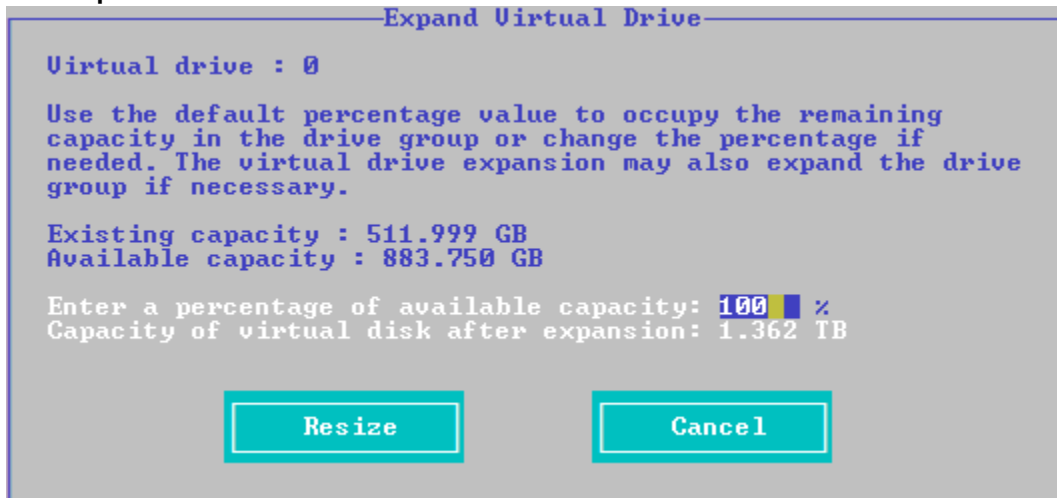 Expand Virtual Drive
Virtual drive : 0
Use the default percentage value to occupy the remaining
capacity in the drive group or change the percentage if
needed. The virtual drive expansion may also expand the drive
group if necessary.
Existing capacity : 511.999 GB
Available capacity : 883.750 GB
Enter a percentage of available capacity: 100 %
Capacity of virtual disk after expansion: 1.362 TB
Resize Cancel